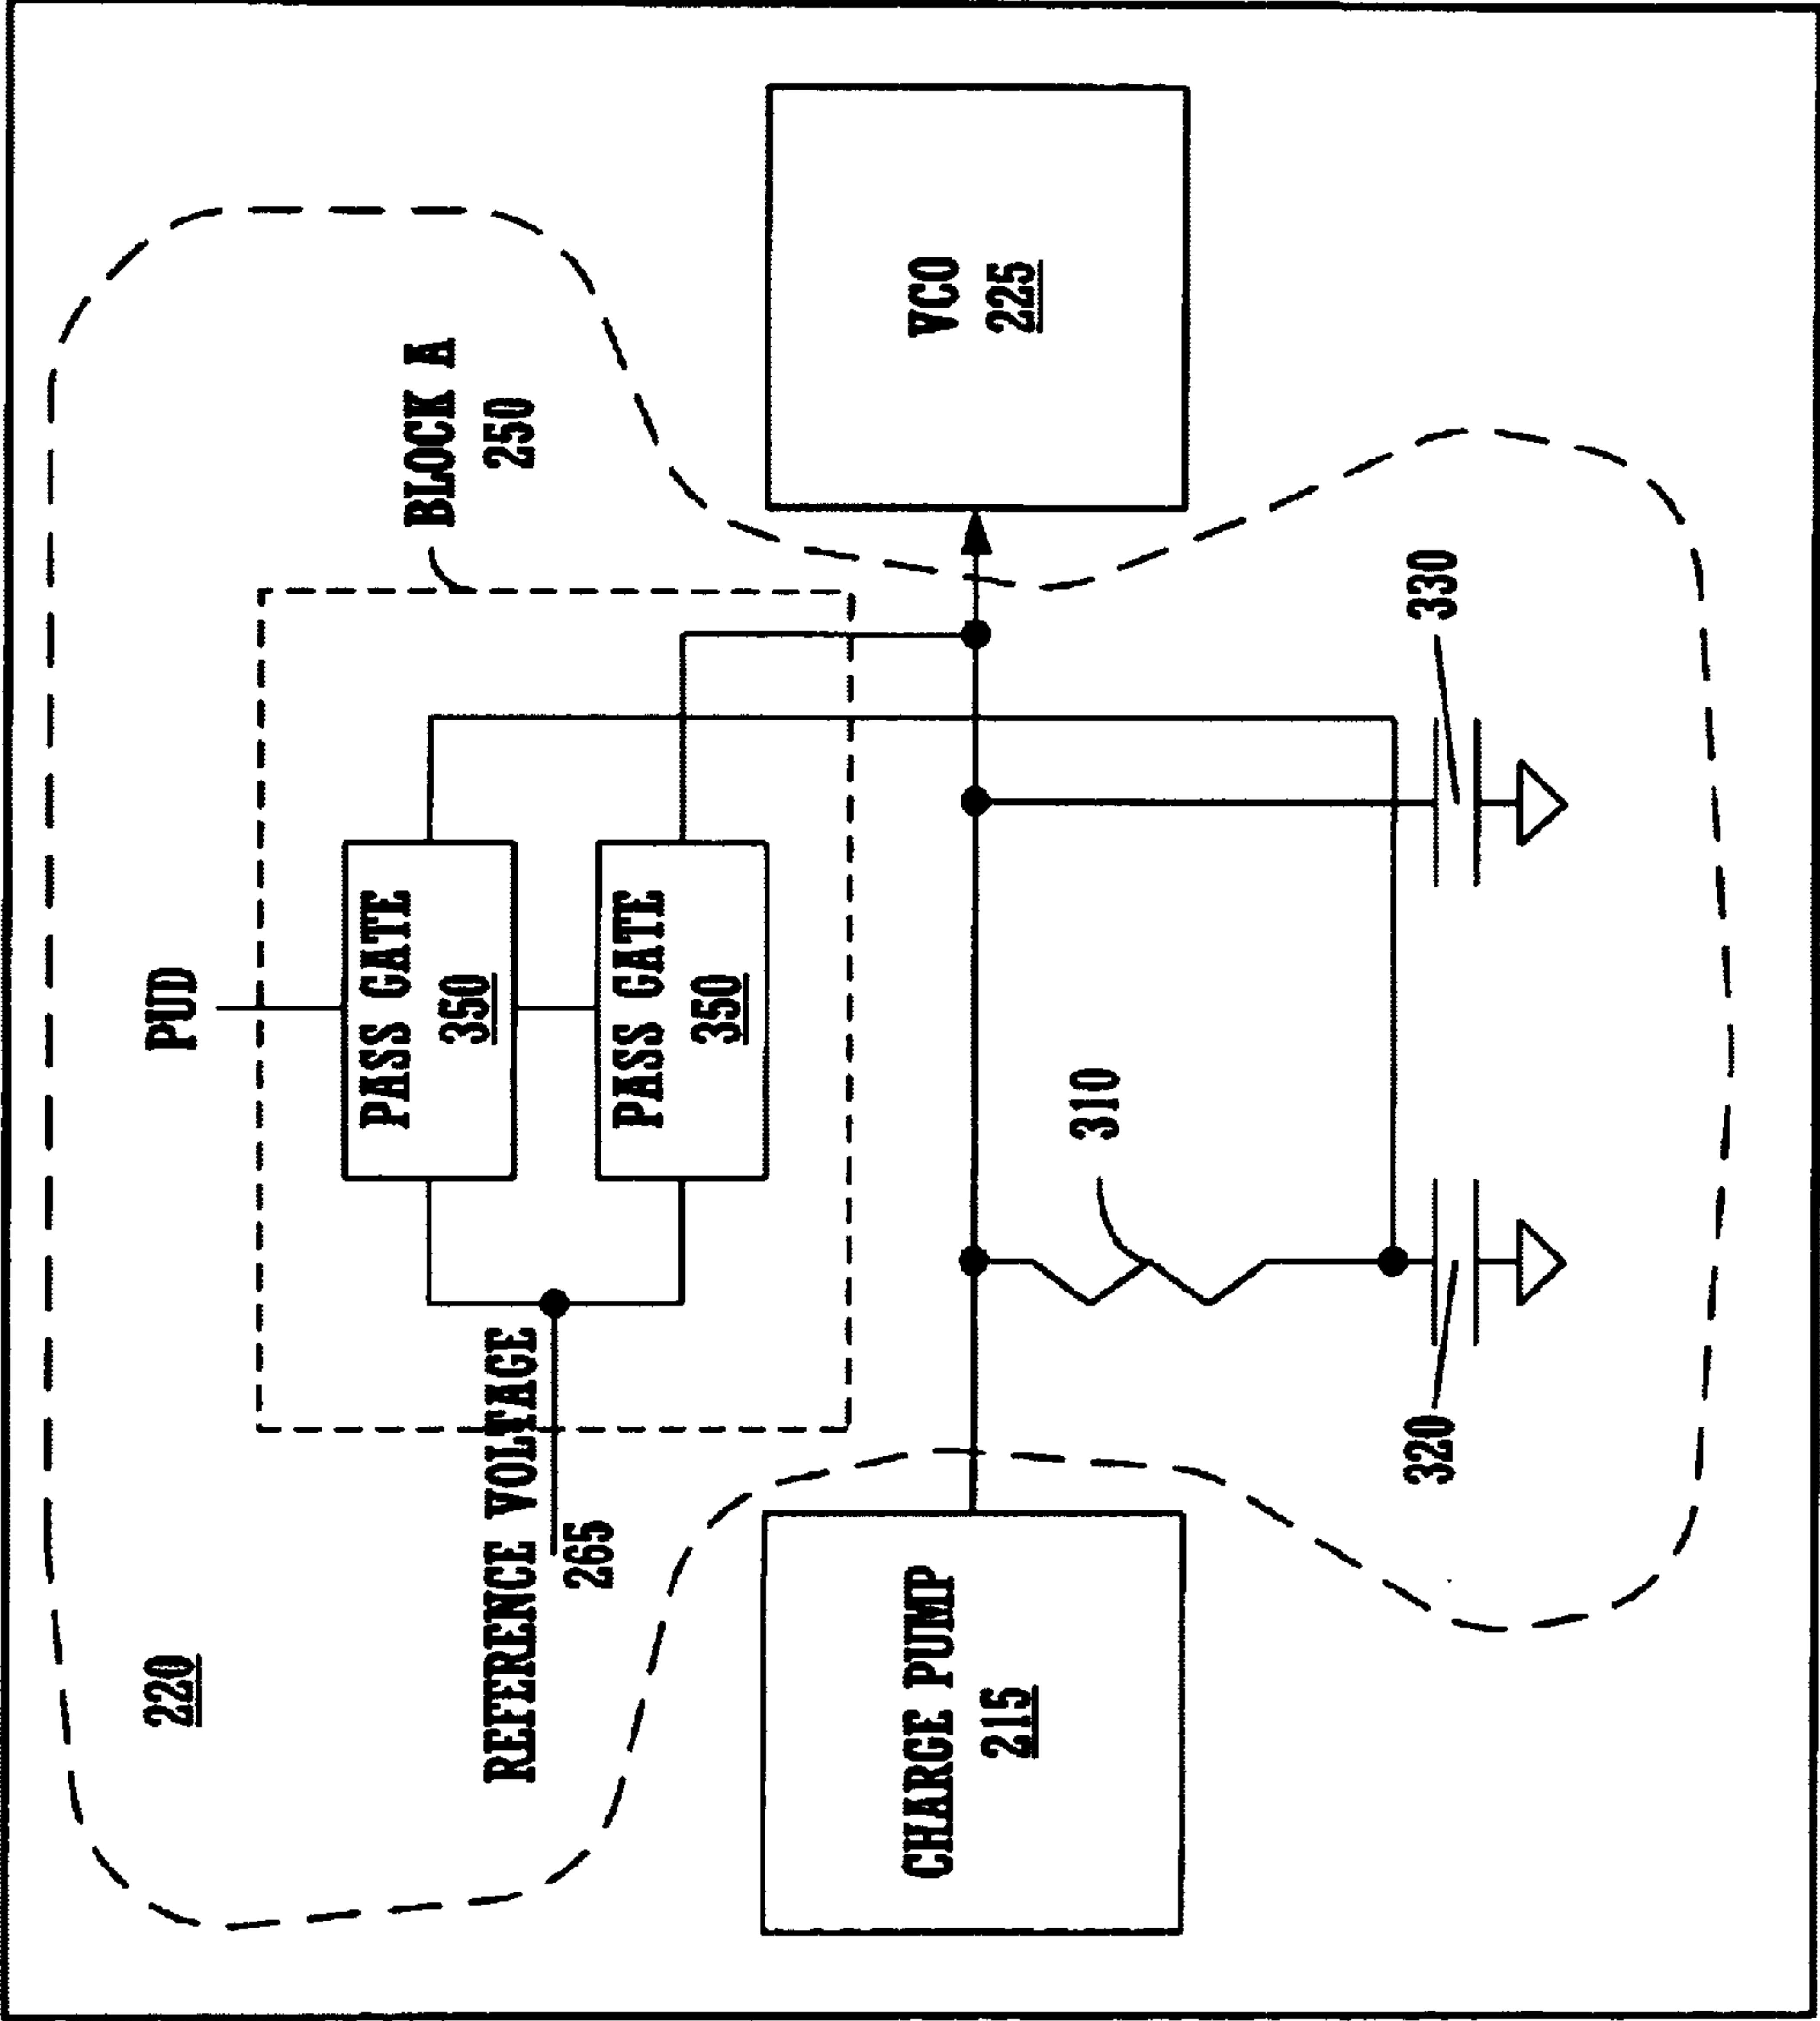 220
PUD
BLOCK A
250
PASS GATE
350
REFERENCE VOLTAGE
265
PASS GATE
350
CHARGE PUMP
215
VCO
225
310
320
330